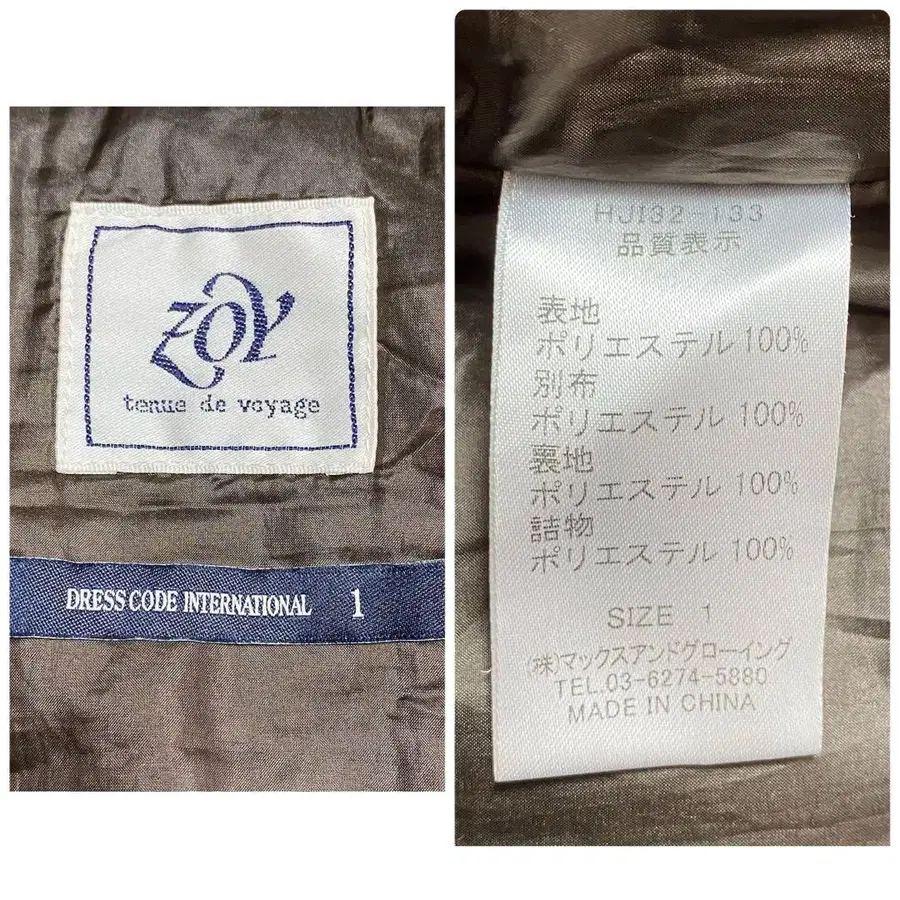 ZOY
tenue de voyage
DRESS CODE INTERNATIONAL 1
HJI32 133
品質表示
表地
ポリエステル 100%
別布
ポリエステル 100%
裏地
ポリエステル 100%
詰物
ポリエステル 100%
SIZE 1
(株)マックスアンドグローイング
TEL.03-6274-5880
MADE IN CHINA